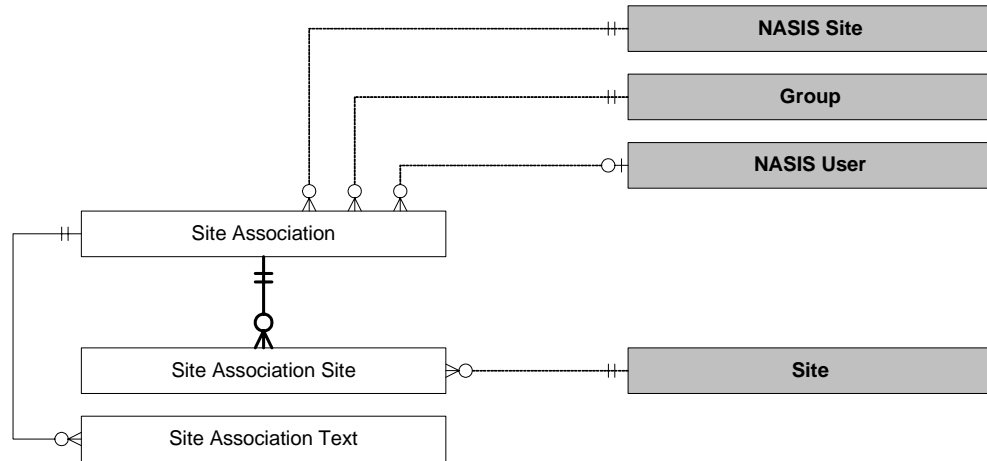 NASIS Site
Group
NASIS User
Site Association
Site Association Site
Site
Site Association Text